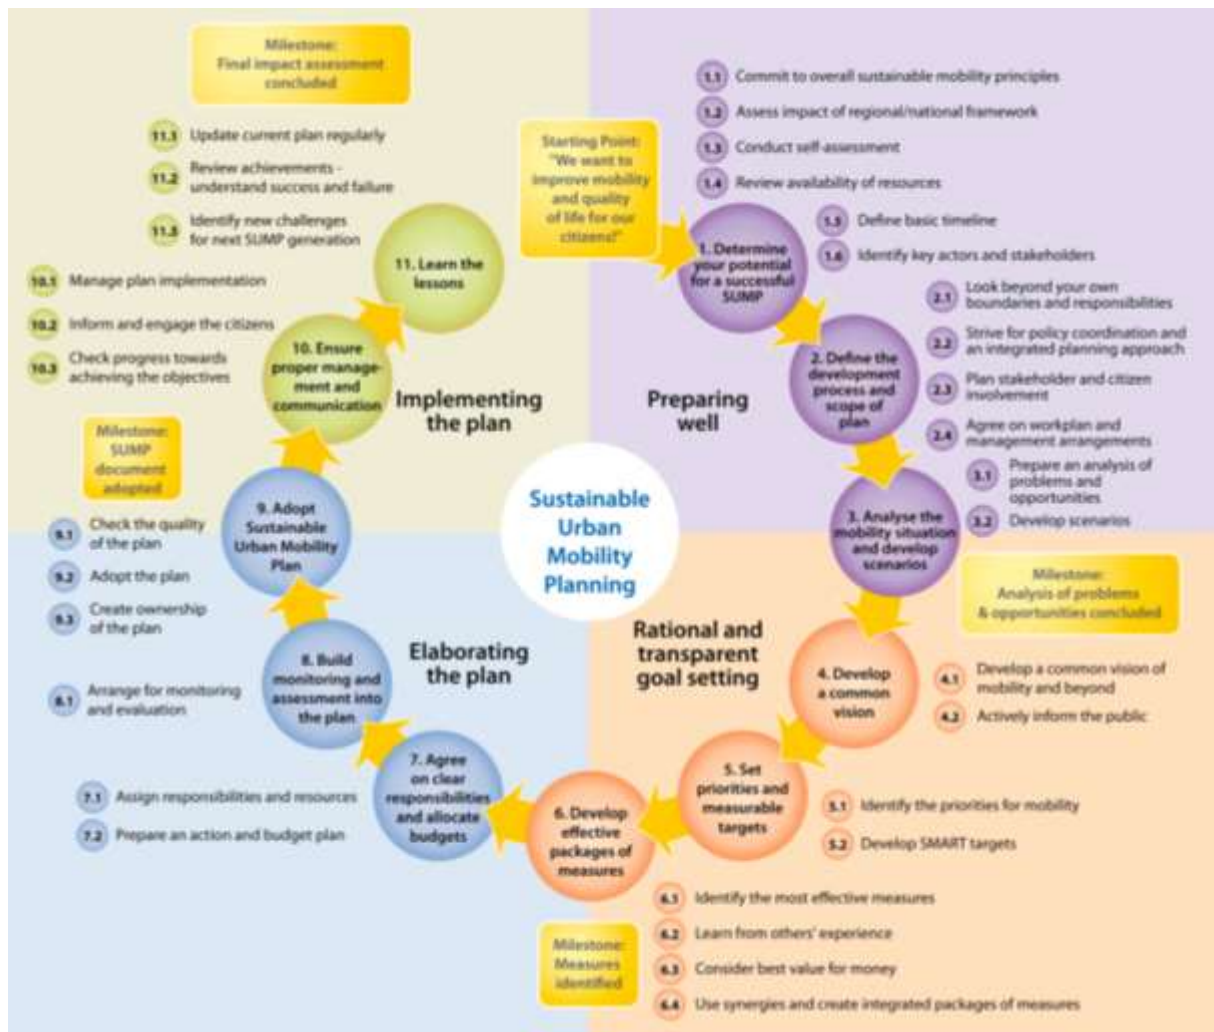 Starting Point:
"We want to
improve mobility
and quality
of life for our
citizens!"
1.1 Commit to overall sustainable mobility principles
1.2 Assess impact of regional/national framework
1.3 Conduct self-assessment
1.4 Review availability of resources
1.5 Define basic timeline
1.6 Identify key actors and stakeholders
1. Determine
your potential
for a successful
SUMP
2.1 Look beyond your own
boundaries and responsibilities
2.2 Strive for policy coordination and
an integrated planning approach
2.3 Plan stakeholder and citizen
involvement
2.4 Agree on workplan and
management arrangements
2. Define the
development
process and
scope of
plan
Preparing
well
3.1 Prepare an analysis of
problems and
opportunities
3.2 Develop scenarios
3. Analyse the
mobility situation
and develop
scenarios
Milestone:
Analysis of problems
& opportunities concluded
Sustainable
Urban
Mobility
Planning
Rational and
transparent
goal setting
4. Develop
a common
vision
4.1 Develop a common vision of
mobility and beyond
4.2 Actively inform the public
5. Set
priorities and
measurable
targets
5.1 Identify the priorities for mobility
5.2 Develop SMART targets
6. Develop
effective
packages of
measures
6.1 Identify the most effective measures
6.2 Learn from others' experience
6.3 Consider best value for money
6.4 Use synergies and create integrated packages of measures
Milestone:
Measures
identified
Elaborating
the plan
7. Agree
on clear
responsibilities
and allocate
budgets
7.1 Assign responsibilities and resources
7.2 Prepare an action and budget plan
8. Build
monitoring and
assessment into
the plan
8.1 Arrange for monitoring
and evaluation
9. Adopt
Sustainable
Urban Mobility
Plan
9.1 Check the quality
of the plan
9.2 Adopt the plan
9.3 Create ownership
of the plan
Milestone:
SUMP
document
adopted
Implementing
the plan
10. Ensure
proper manage-
ment and
communication
10.1 Manage plan implementation
10.2 Inform and engage the citizens
10.3 Check progress towards
achieving the objectives
11. Learn the
lessons
11.1 Update current plan regularly
11.2 Review achievements -
understand success and failure
11.3 Identify new challenges
for next SUMP generation
Milestone:
Final impact assessment
concluded